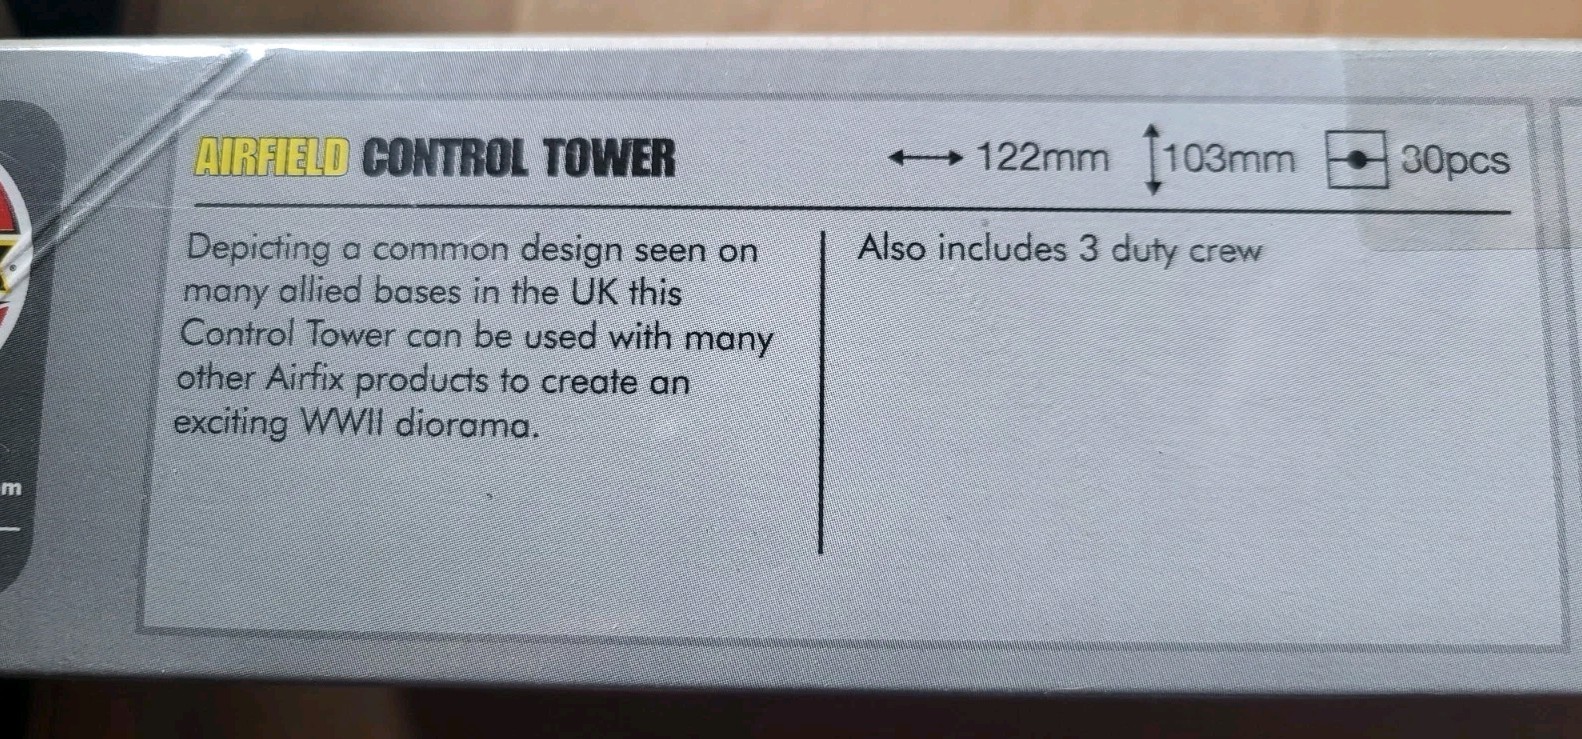 AIRFIELD CONTROL TOWER
122mm 103mm 30pcs
Depicting a common design seen on
many allied bases in the UK this
Control Tower can be used with many
other Airfix products to create an
exciting WWII diorama.
Also includes 3 duty crew
m